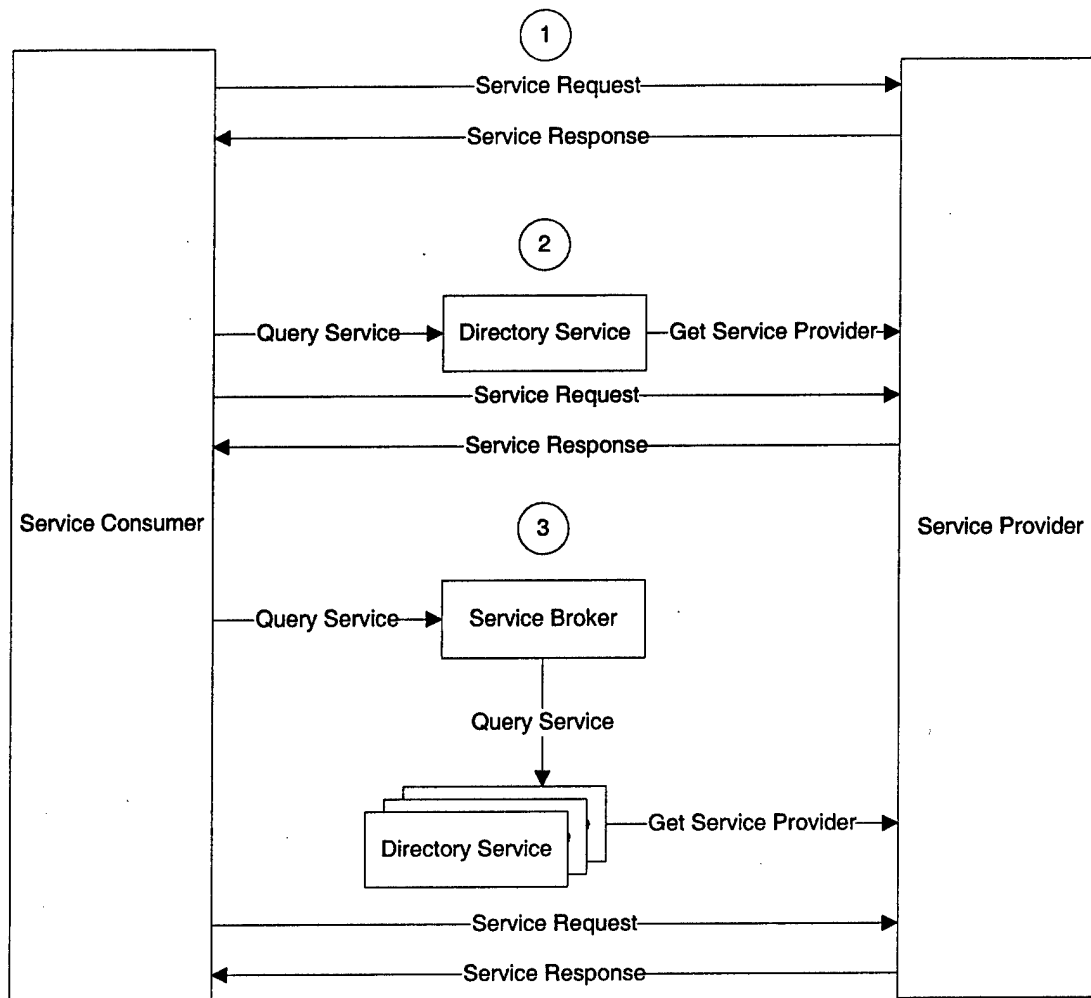 1
Service Request
Service Response
2
Query Service
Directory Service
Get Service Provider
Service Request
Service Response
Service Consumer
3
Service Provider
Query Service
Service Broker
Query Service
Directory Service
Get Service Provider
Service Request
Service Response